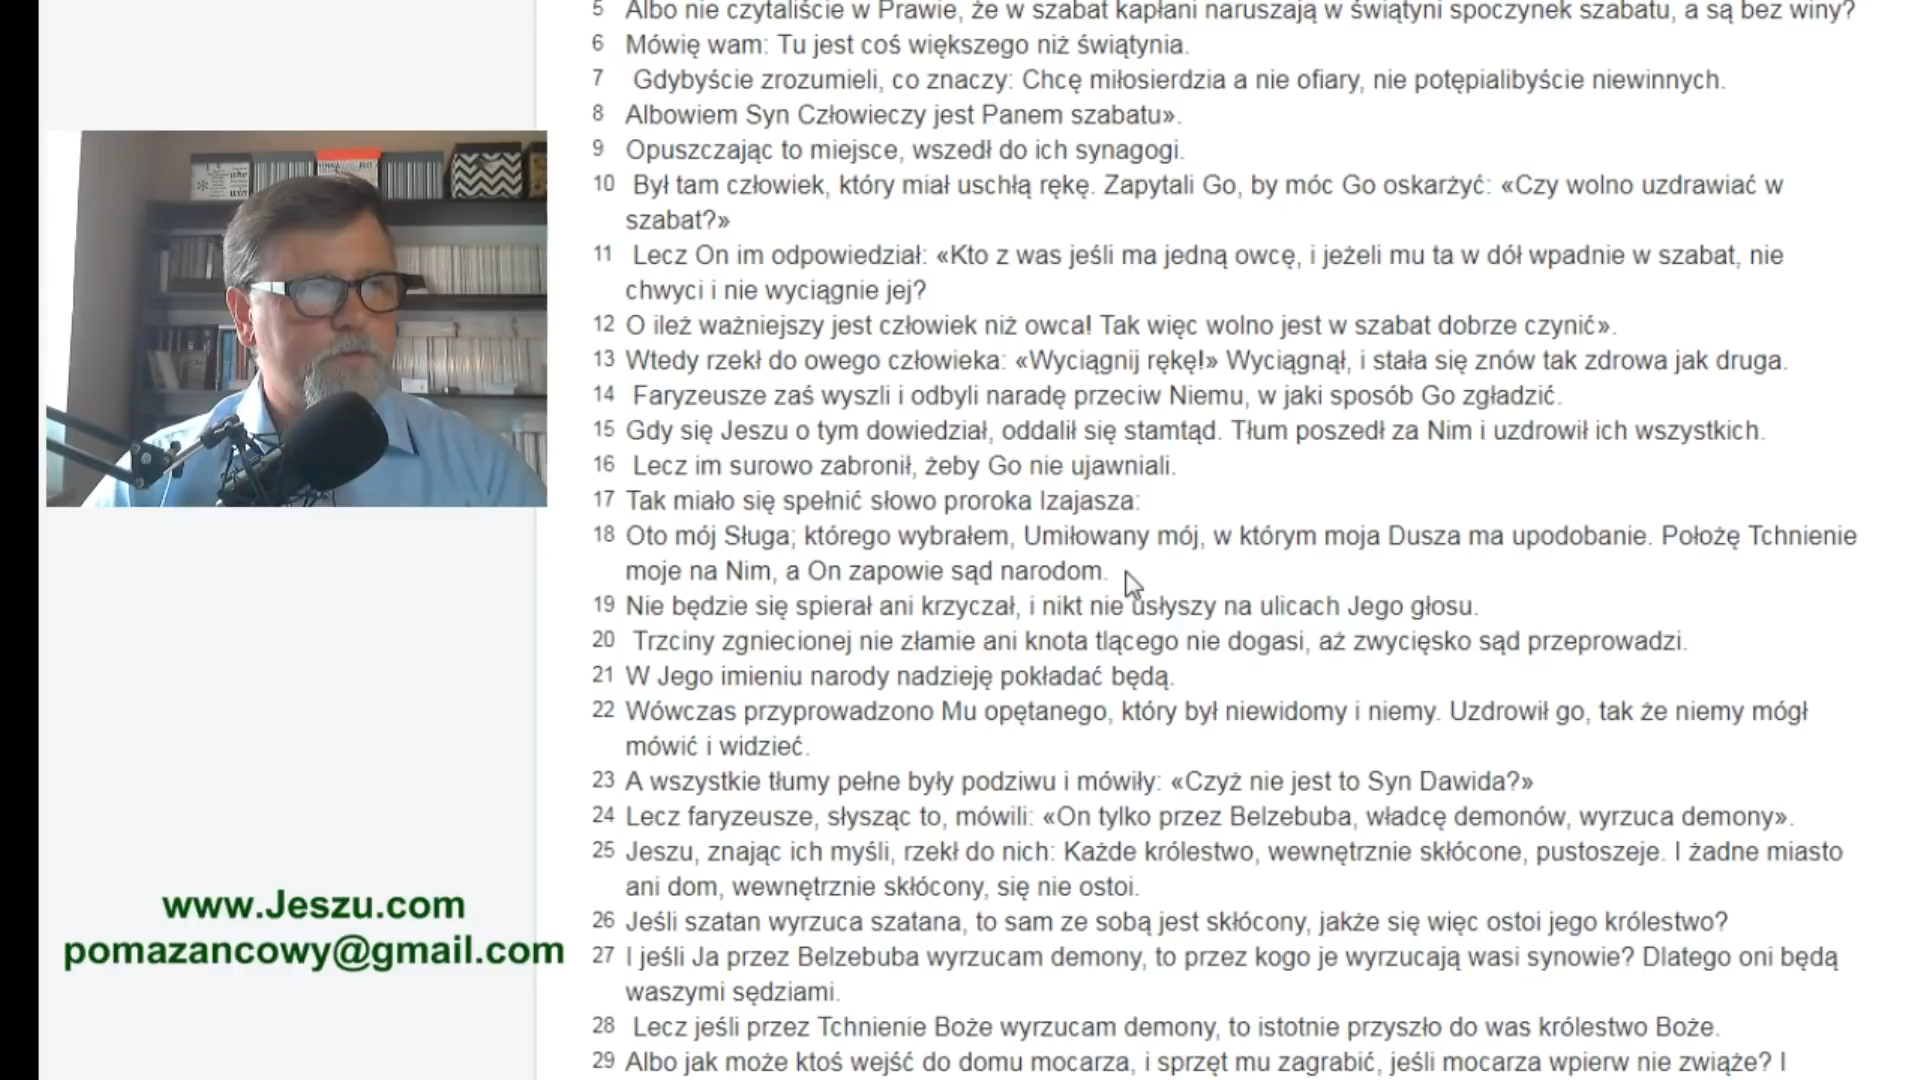 5 Albo nie czytaliście w Prawie, że w szabat kapłani naruszają w świątyni spoczynek szabatu, a są bez winy?
6 Mówię wam: Tu jest coś większego niż świątynia.
7 Gdybyście zrozumieli, co znaczy: Chcę miłosierdzia a nie ofiary, nie potępialibyście niewinnych.
8 Albowiem Syn Człowieczy jest Panem szabatu».
9 Opuszczając to miejsce, wszedł do ich synagogi.
10 Był tam człowiek, który miał uschłą rękę. Zapytali Go, by móc Go oskarżyć: «Czy wolno uzdrawiać w
szabat?»
11 Lecz On im odpowiedział: «Kto z was jeśli ma jedną owcę, i jeżeli mu ta w dół wpadnie w szabat, nie
chwyci i nie wyciągnie jej?
12 O ileż ważniejszy jest człowiek niż owca! Tak więc wolno jest w szabat dobrze czynić».
13 Wtedy rzekł do owego człowieka: «Wyciągnij rękę!» Wyciągnął, i stała się znów tak zdrowa jak druga.
14 Faryzeusze zaś wyszli i odbyli naradę przeciw Niemu, w jaki sposób Go zgładzić.
15 Gdy się Jeszu o tym dowiedział, oddalił się stamtąd. Tłum poszedł za Nim i uzdrowił ich wszystkich.
16 Lecz im surowo zabronił, żeby Go nie ujawniali.
17 Tak miało się spełnić słowo proroka Izajasza:
18 Oto mój Sługa; którego wybrałem, Umiłowany mój, w którym moja Dusza ma upodobanie. Położę Tchnienie
moje na Nim, a On zapowie sąd narodom.
19 Nie będzie się spierał ani krzyczał, i nikt nie usłyszy na ulicach Jego głosu.
20 Trzciny zgniecionej nie złamie ani knota tlącego nie dogasi, aż zwycięsko sąd przeprowadzi.
21 W Jego imieniu narody nadzieję pokładać będą.
22 Wówczas przyprowadzono Mu opętanego, który był niewidomy i niemy. Uzdrowił go, tak że niemy mógł
mówić i widzieć.
23 A wszystkie tłumy pełne były podziwu i mówiły: «Czyż nie jest to Syn Dawida?»
24 Lecz faryzeusze, słysząc to, mówili: «On tylko przez Belzebuba, władcę demonów, wyrzuca demony».
25 Jeszu, znając ich myśli, rzekł do nich: Każde królestwo, wewnętrznie skłócone, pustoszeje. I żadne miasto
ani dom, wewnętrznie skłócony, się nie ostoi.
26 Jeśli szatan wyrzuca szatana, to sam ze sobą jest skłócony, jakże się więc ostoi jego królestwo?
27 I jeśli Ja przez Belzebuba wyrzucam demony, to przez kogo je wyrzucają wasi synowie? Dlatego oni będą
waszymi sędziami.
28 Lecz jeśli przez Tchnienie Boże wyrzucam demony, to istotnie przyszło do was królestwo Boże.
29 Albo jak może ktoś wejść do domu mocarza, i sprzęt mu zagrabić, jeśli mocarza wpierw nie zwiąże? I
www.Jeszu.com
pomazancowy@gmail.com